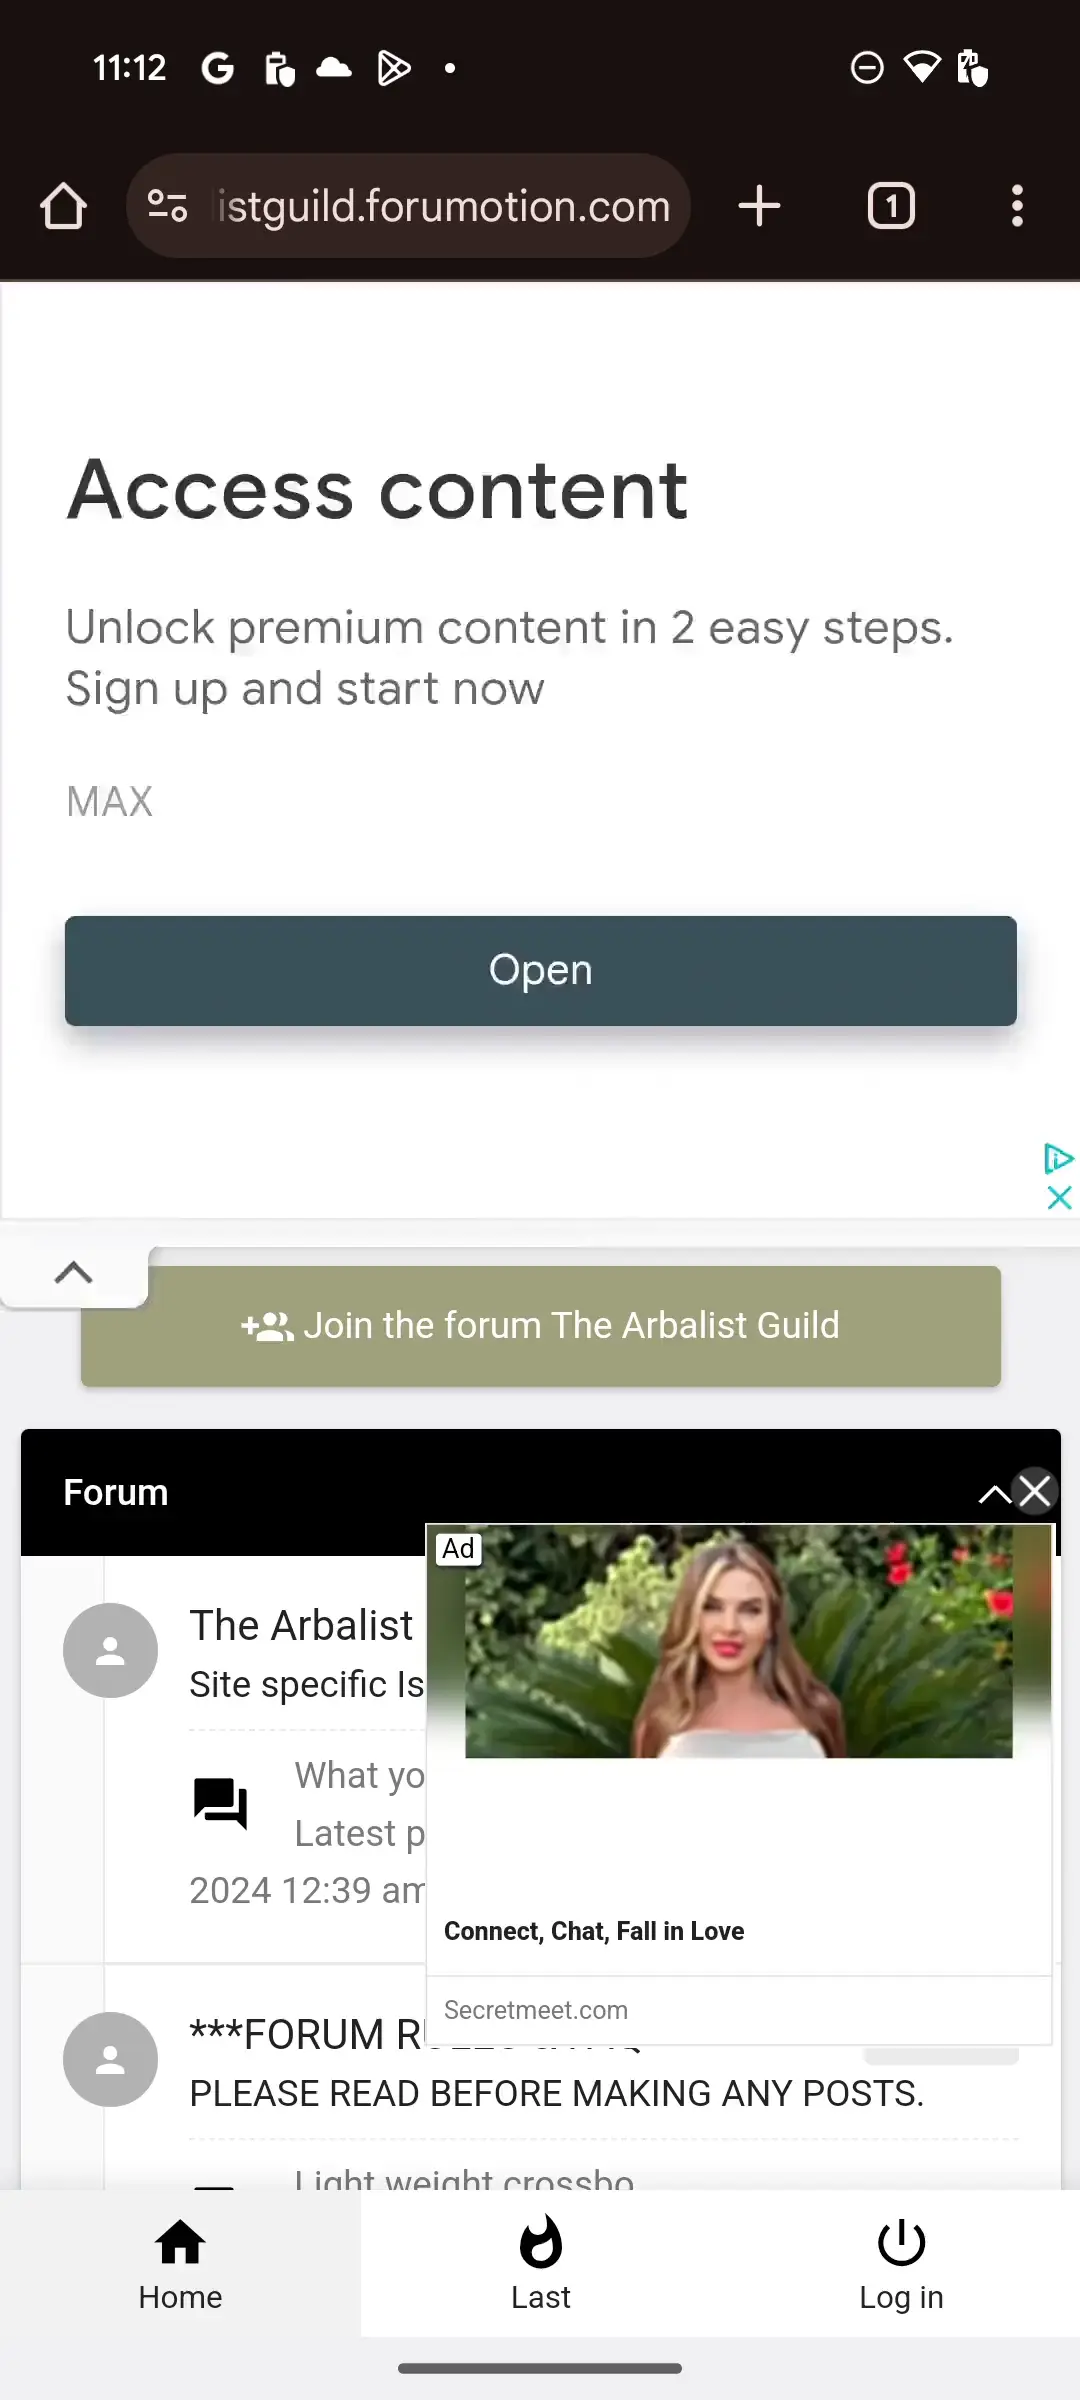 11:12
istguild.forumotion.com
1
Access content
Unlock premium content in 2 easy steps.
Sign up and start now
MAX
Open
Join the forum The Arbalist Guild
Forum
Ad
The Arbalist
Site specific Is
What yo
Latest p
2024 12:39 am
Connect, Chat, Fall in Love
Secretmeet.com
***FORUM
PLEASE READ BEFORE MAKING ANY POSTS.
Light weight crossbo
Home
Last
Log in